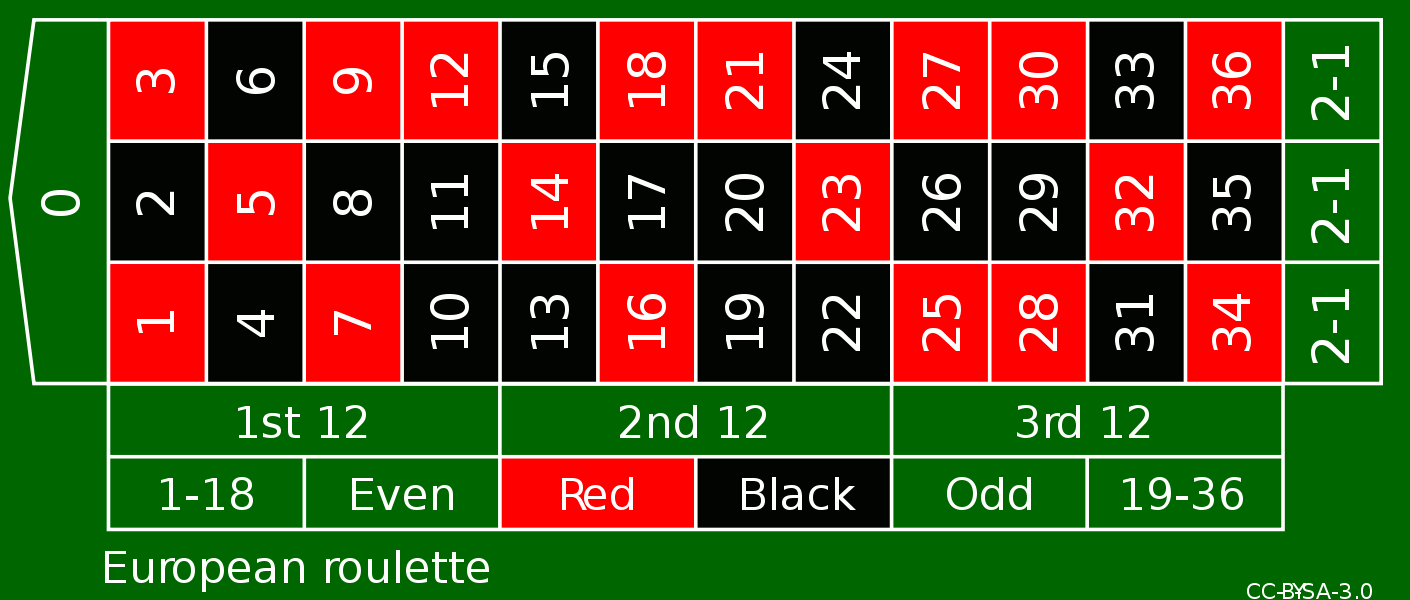 3 6 9 12 15 18 21 24 27 30 33 36 2-1
0 2 5 8 11 14 17 20 23 26 29 32 35 2-1
1 4 7 10 13 16 19 22 25 28 31 34 2-1
1st 12 2nd 12 3rd 12
1-18 Even Red Black Odd 19-36
European roulette
CC-BY-SA-3.0